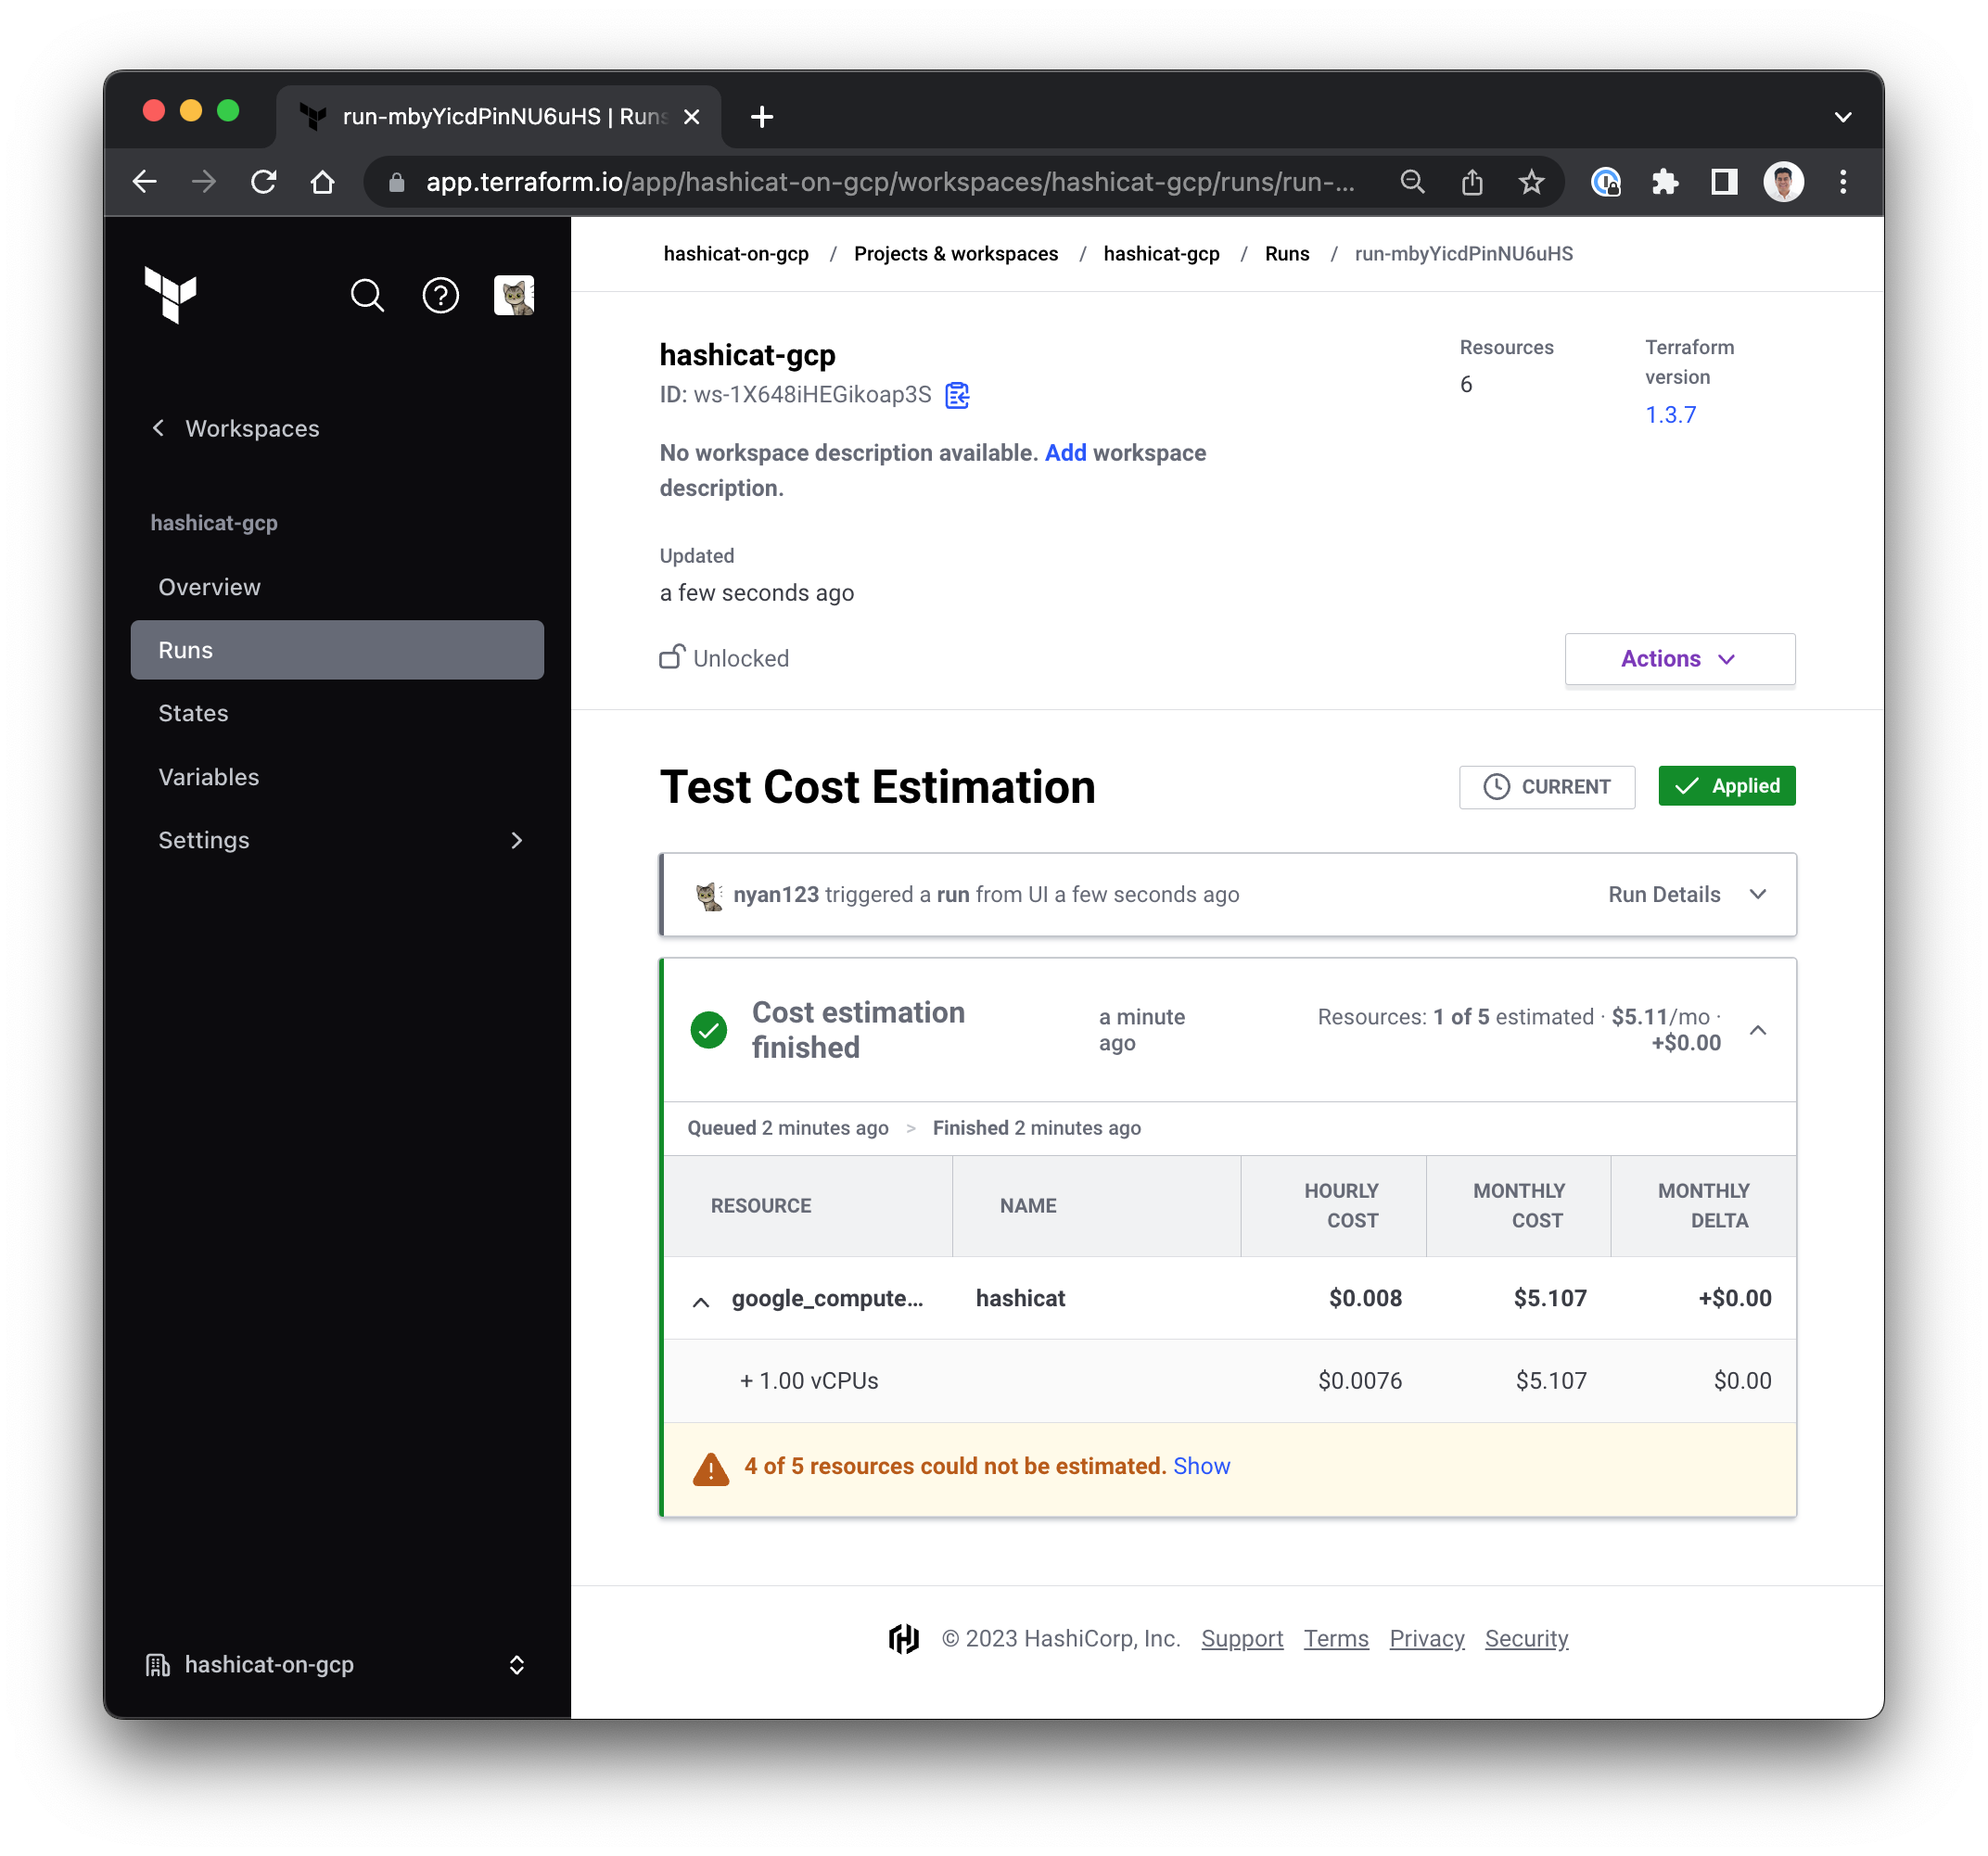 run-mbyYicdPinNU6uHS | Runs
app.terraform.io/app/hashicat-on-gcp/workspaces/hashicat-gcp/runs/run-...
hashicat-on-gcp / Projects & workspaces / hashicat-gcp / Runs / run-mbyYicdPinNU6uHS
Workspaces
hashicat-gcp
Overview
Runs
States
Variables
Settings
hashicat-on-gcp
hashicat-gcp
ID: ws-1X648iHEGikoap3S
No workspace description available. Add workspace
description.
Resources
6
Terraform
version
1.3.7
Updated
a few seconds ago
Unlocked
Actions
Test Cost Estimation
CURRENT
Applied
nyan123 triggered a run from UI a few seconds ago
Run Details
Cost estimation
finished
a minute
ago
Resources: 1 of 5 estimated · $5.11/mo ·
+$0.00
Queued 2 minutes ago > Finished 2 minutes ago
RESOURCE
NAME
HOURLY
COST
MONTHLY
COST
MONTHLY
DELTA
google_compute... hashicat $0.008 $5.107 +$0.00
+ 1.00 vCPUs $0.0076 $5.107 $0.00
4 of 5 resources could not be estimated. Show
© 2023 HashiCorp, Inc. Support Terms Privacy Security